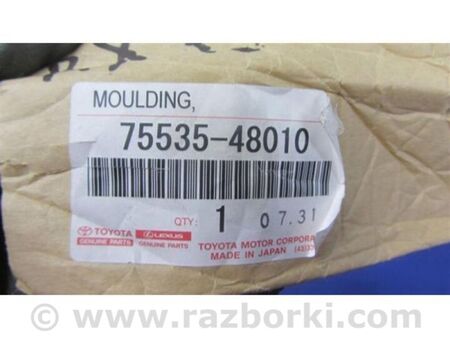 MOULDING,
75535-48010
QTY: 1 07.31
TOYOTA LEXUS
GENUINE PARTS GENUINE PARTS
TOYOTA MOTOR CORPORA
MADE IN JAPAN
© www.razborki.com